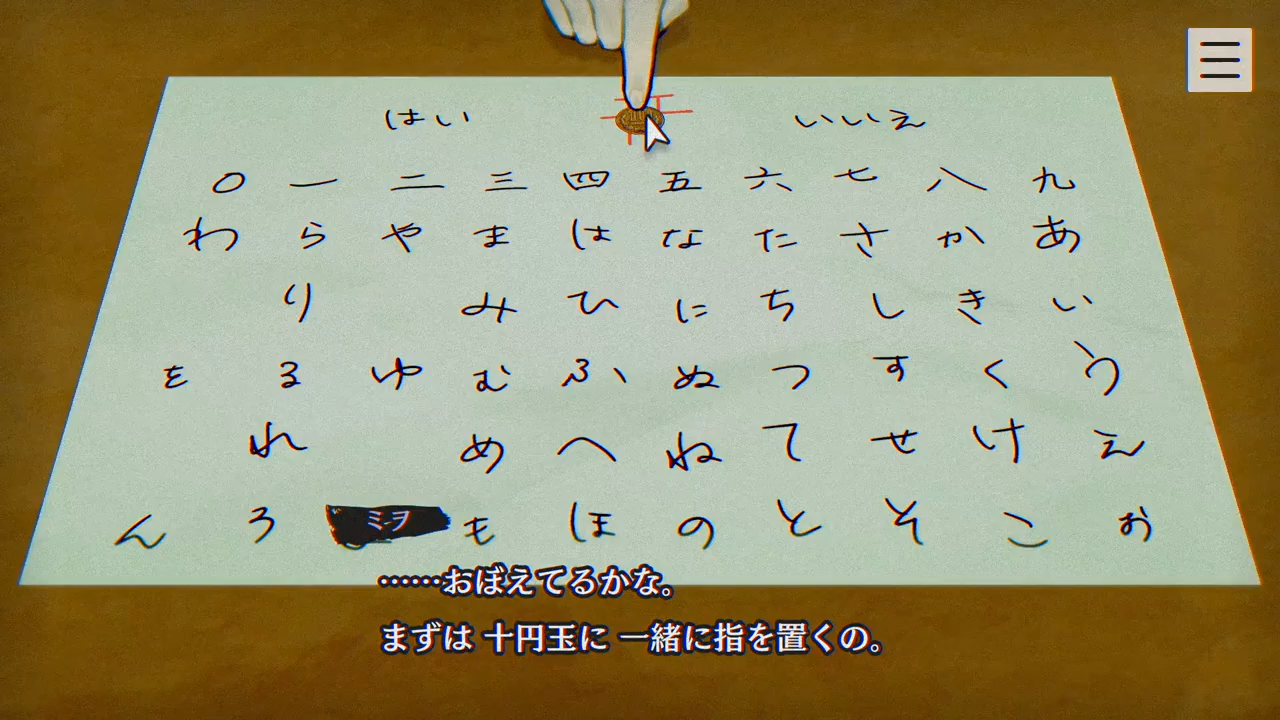 はい いいえ
〇 一 二 三 四 五 六 七 八 九
わ ら や ま は な た さ か あ
り み ひ に ち し き い
を る ゆ む ふ ぬ つ す く う
れ め へ ね て せ け え
ん ろ も ほ の と そ こ お
ミヲ
……おぼえてるかな。
まずは 十円玉に 一緒に指を置くの。